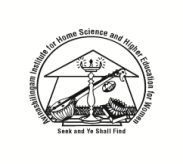 Avinashilingam Institute for Home Science and Higher Education for Women
Seek and Ye Shall Find